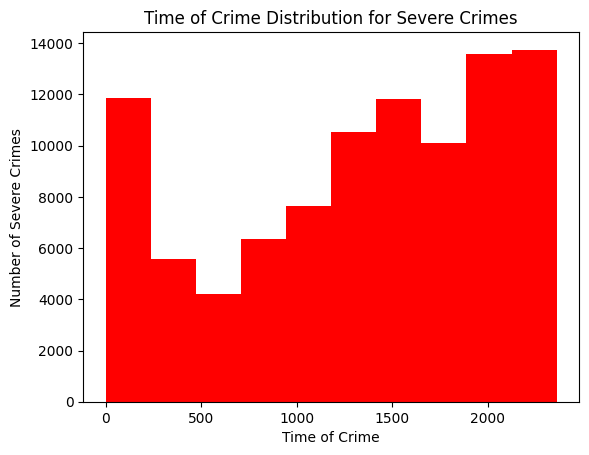 Time of Crime Distribution for Severe Crimes
Number of Severe Crimes
14000
12000
10000
8000
6000
4000
2000
0
0 500 1000 1500 2000
Time of Crime